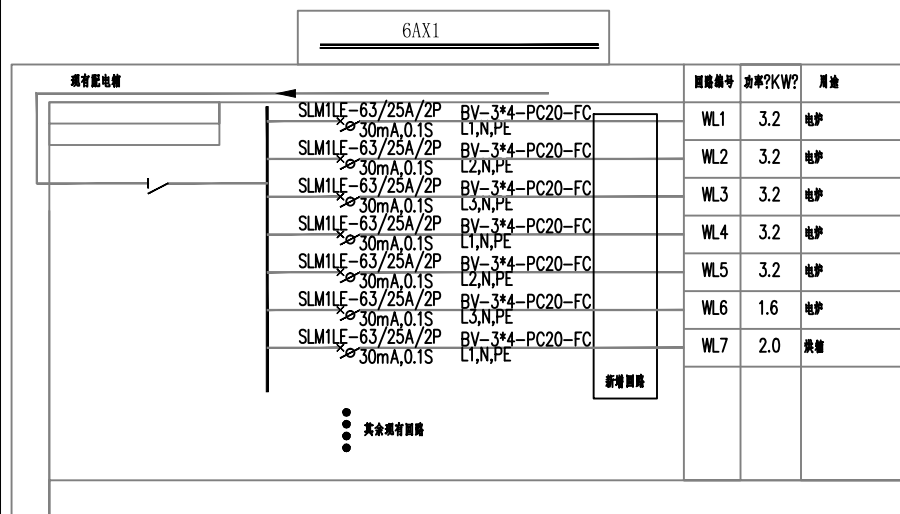 6AX1
现有配电箱
回路编号 功率?KW? 用途
SLM1LE-63/25A/2P BV-3*4-PC20-FC
30mA,0.1S L1,N,PE
WL1 3.2 电炉
SLM1LE-63/25A/2P BV-3*4-PC20-FC
30mA,0.1S L2,N,PE
WL2 3.2 电炉
SLM1LE-63/25A/2P BV-3*4-PC20-FC
30mA,0.1S L3,N,PE
WL3 3.2 电炉
SLM1LE-63/25A/2P BV-3*4-PC20-FC
30mA,0.1S L1,N,PE
WL4 3.2 电炉
SLM1LE-63/25A/2P BV-3*4-PC20-FC
30mA,0.1S L2,N,PE
WL5 3.2 电炉
SLM1LE-63/25A/2P BV-3*4-PC20-FC
30mA,0.1S L3,N,PE
WL6 1.6 电炉
SLM1LE-63/25A/2P BV-3*4-PC20-FC
30mA,0.1S L1,N,PE
WL7 2.0 烘箱
新增回路
其余现有回路